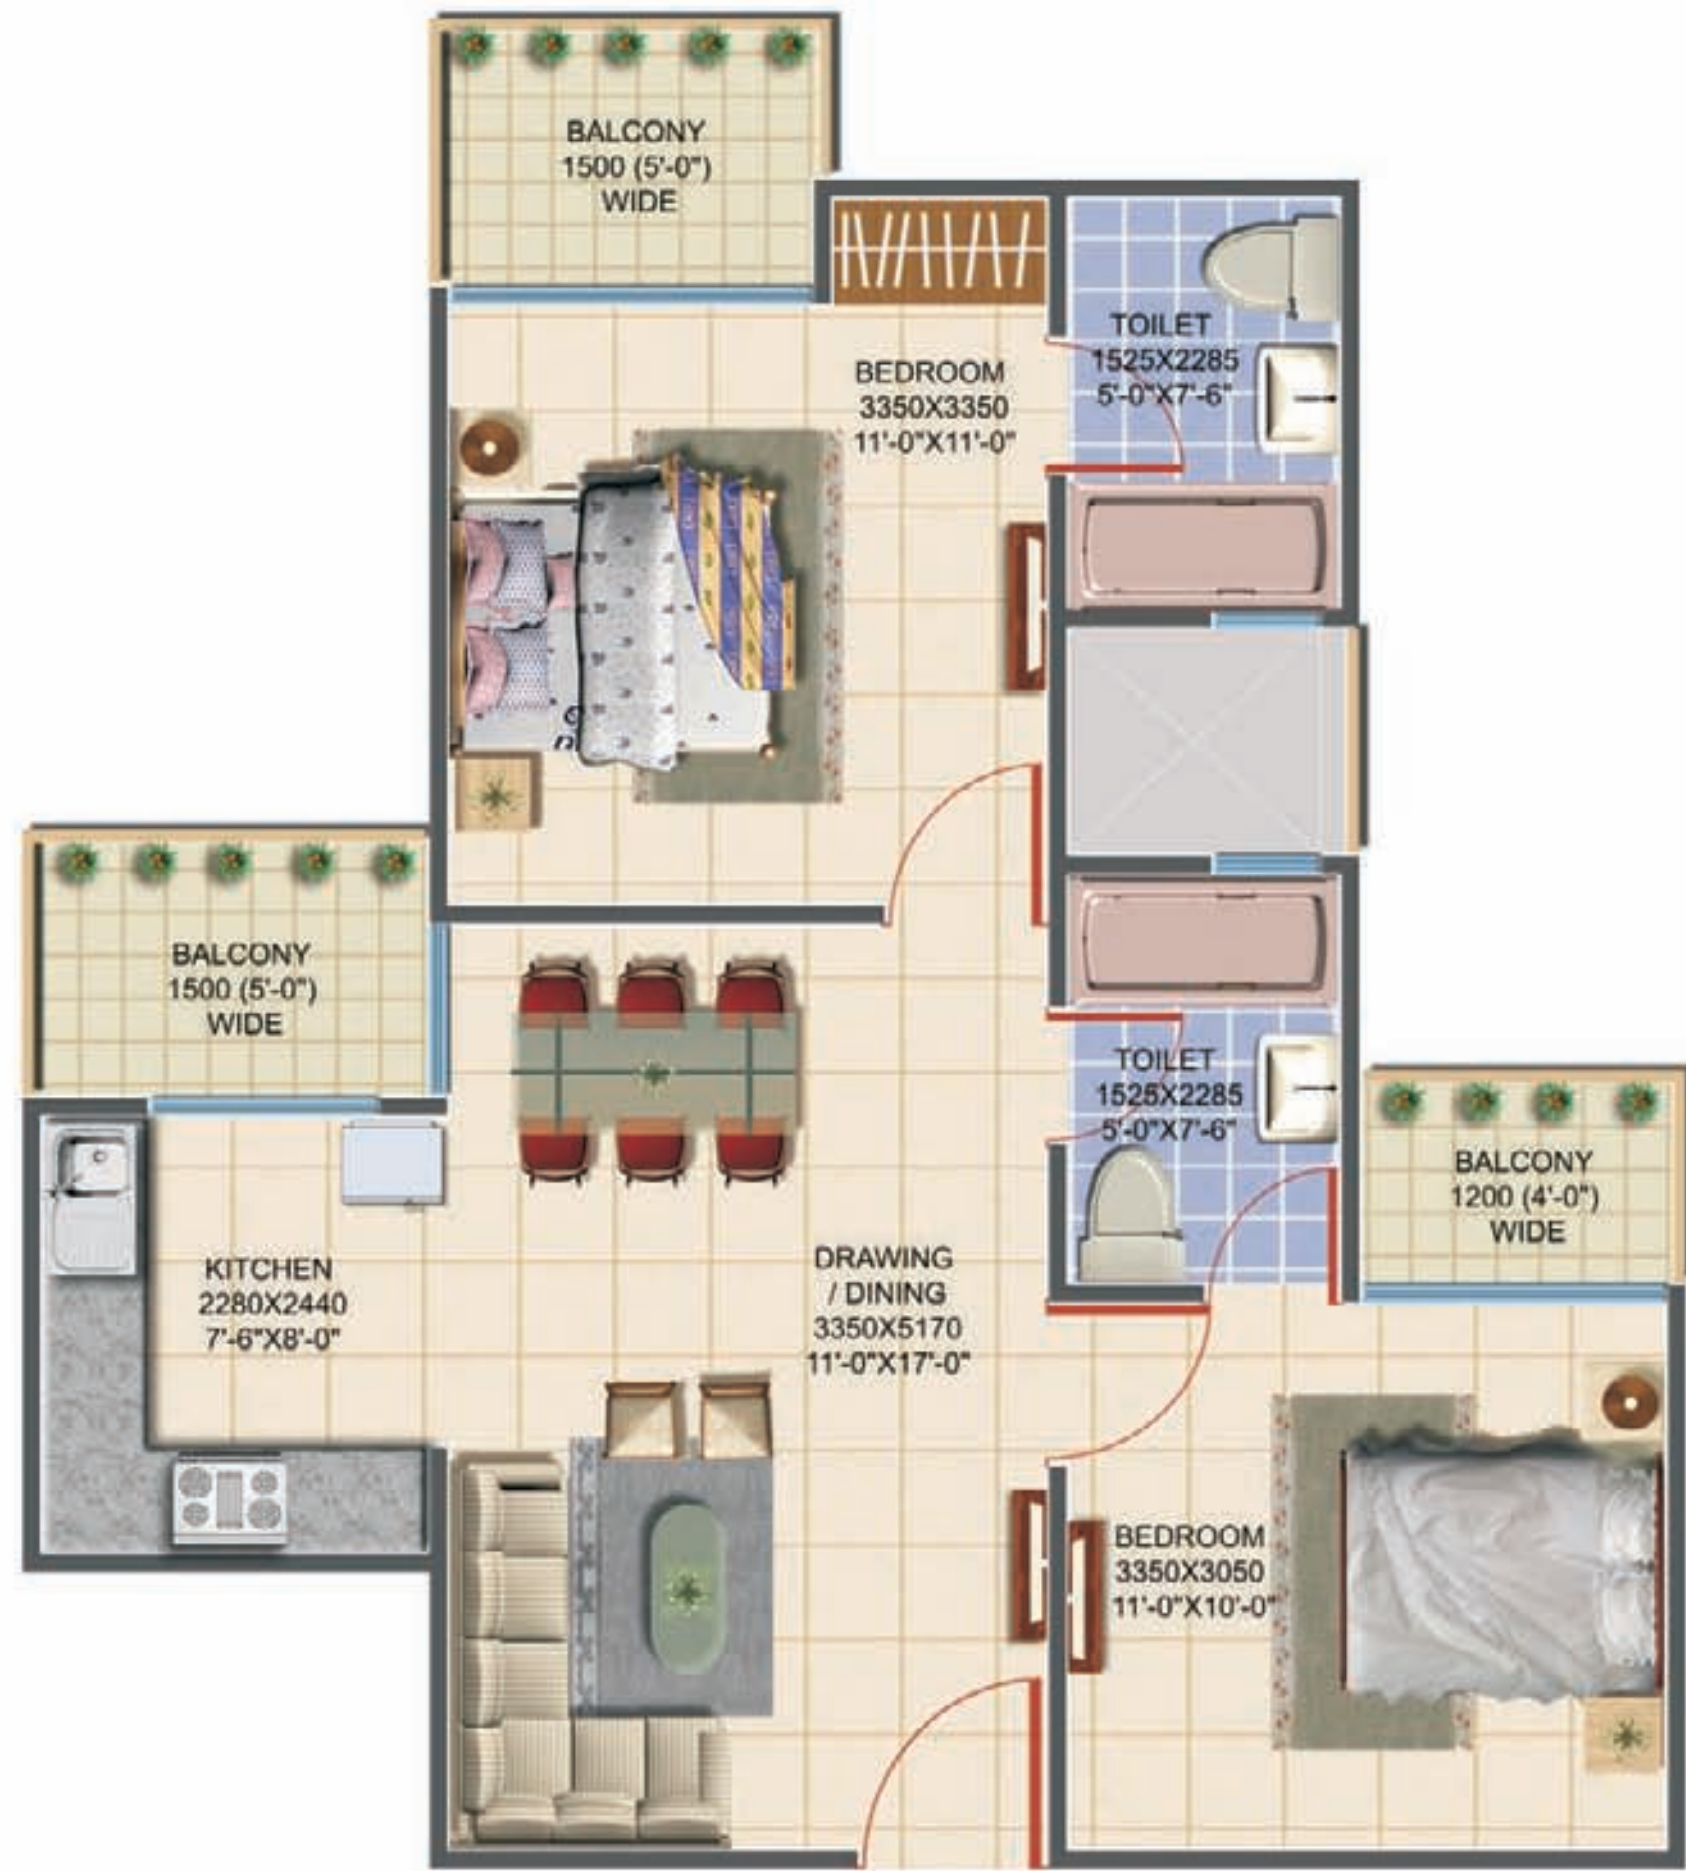 BALCONY
1500 (5'-0")
WIDE
TOILET
1525X2285
5'-0"X7'-6"
BEDROOM
3350X3350
11'-0"X11'-0"
BALCONY
1500 (5'-0")
WIDE
TOILET
1525X2285
5'-0"X7'-6"
BALCONY
1200 (4'-0")
WIDE
KITCHEN
2280X2440
7'-6"X8'-0"
DRAWING
/ DINING
3350X5170
11'-0"X17'-0"
BEDROOM
3350X3050
11'-0"X10'-0"